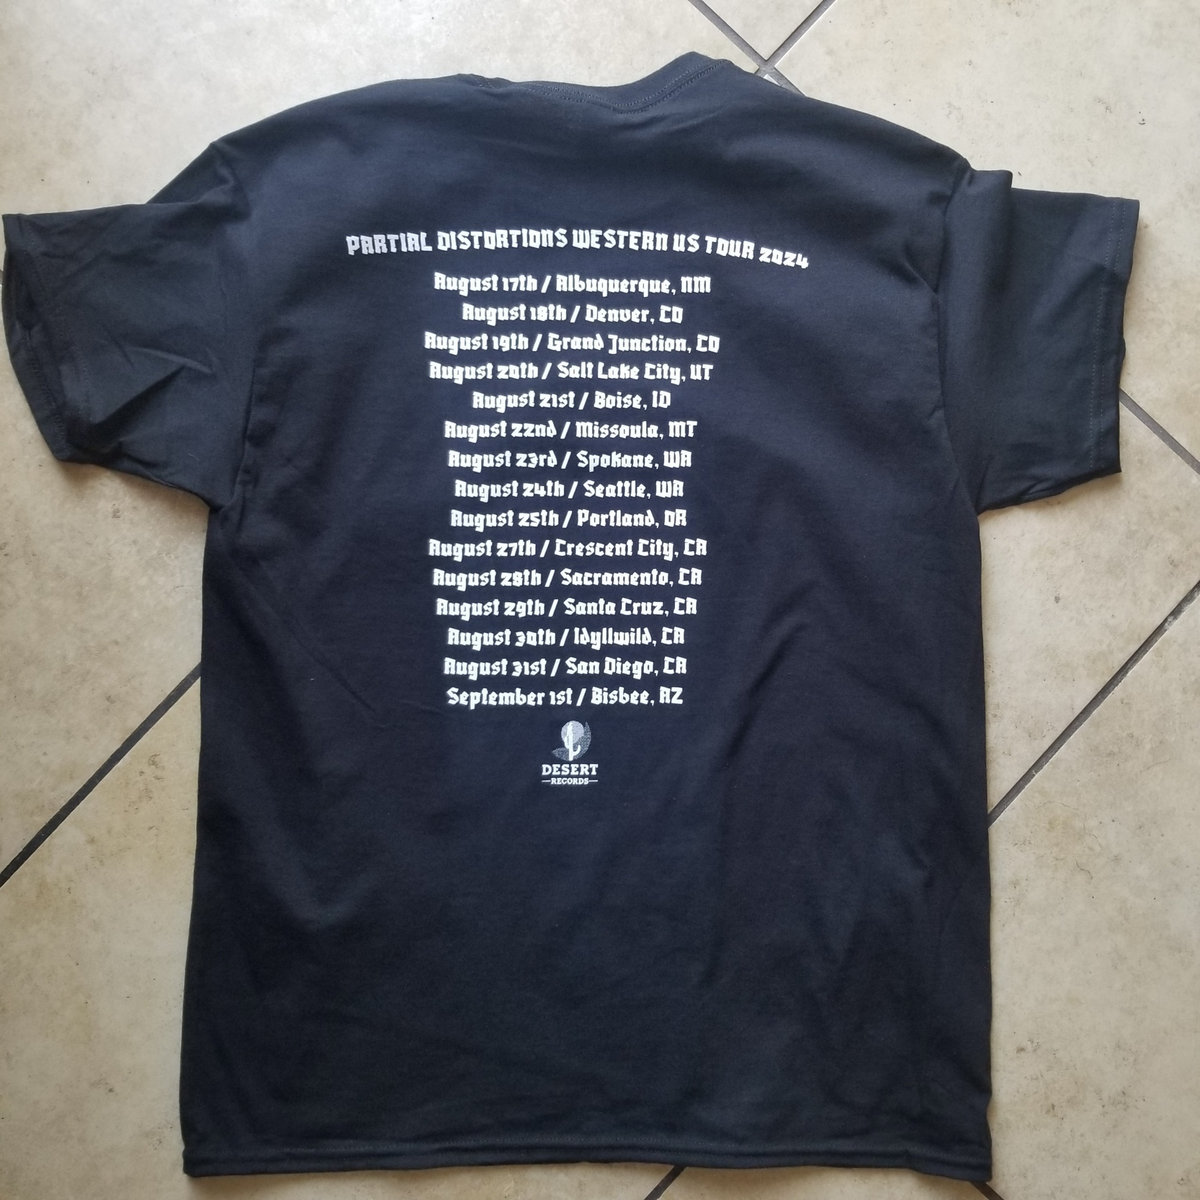 PARTIAL DISTORTIONS WESTERN US TOUR 2024
August 17th / Albuquerque, NM
August 18th / Denver, CO
August 19th / Grand Junction, CO
August 20th / Salt Lake City, UT
August 21st / Boise, ID
August 22nd / Missoula, MT
August 23rd / Spokane, WA
August 24th / Seattle, WA
August 25th / Portland, OR
August 27th / Crescent City, CA
August 28th / Sacramento, CA
August 29th / Santa Cruz, CA
August 30th / Idyllwild, CA
August 31st / San Diego, CA
September 1st / Bisbee, AZ
DESERT
RECORDS